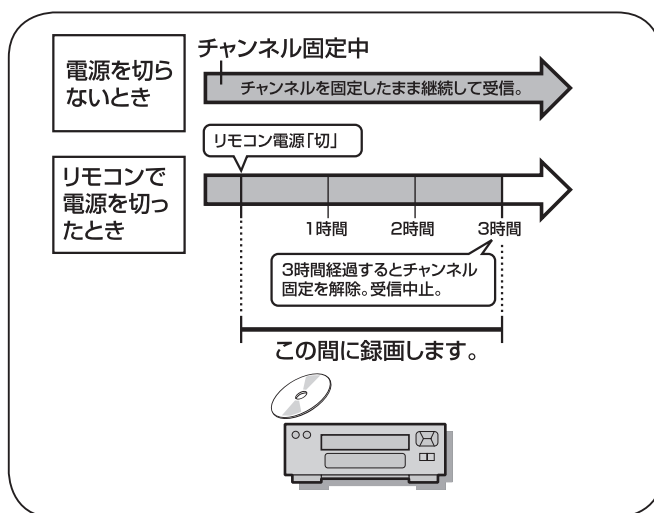 電源を切ら
ないとき
チャンネル固定中
チャンネルを固定したまま継続して受信。
リモコン電源「切」
リモコンで
電源を切っ
たとき
1時間
2時間
3時間
3時間経過するとチャンネル
固定を解除。受信中止。
この間に録画します。